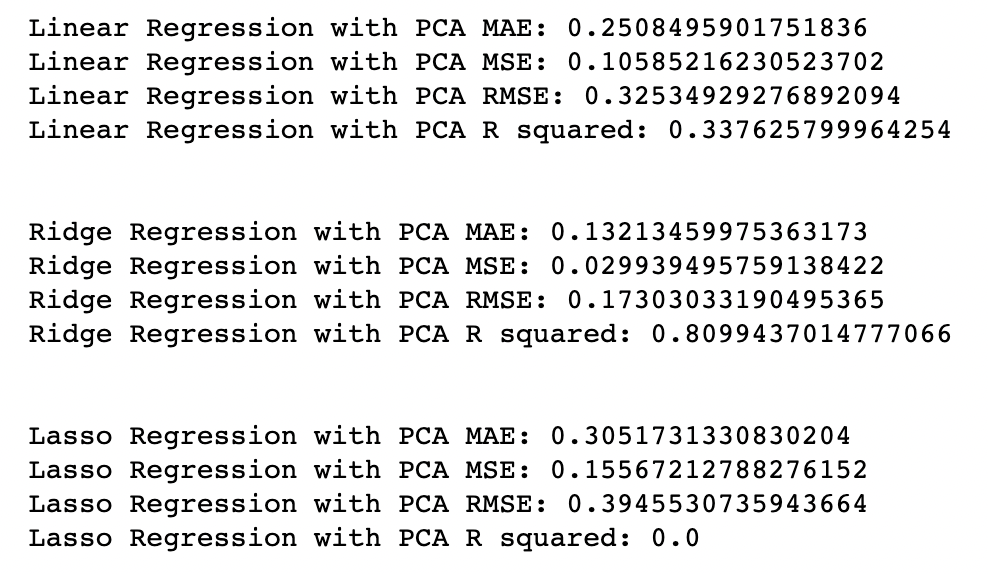 Linear Regression with PCA MAE: 0.2508495901751836
Linear Regression with PCA MSE: 0.10585216230523702
Linear Regression with PCA RMSE: 0.32534929276892094
Linear Regression with PCA R squared: 0.337625799964254
Ridge Regression with PCA MAE: 0.13213459975363173
Ridge Regression with PCA MSE: 0.029939495759138422
Ridge Regression with PCA RMSE: 0.17303033190495365
Ridge Regression with PCA R squared: 0.8099437014777066
Lasso Regression with PCA MAE: 0.3051731330830204
Lasso Regression with PCA MSE: 0.15567212788276152
Lasso Regression with PCA RMSE: 0.3945530735943664
Lasso Regression with PCA R squared: 0.0